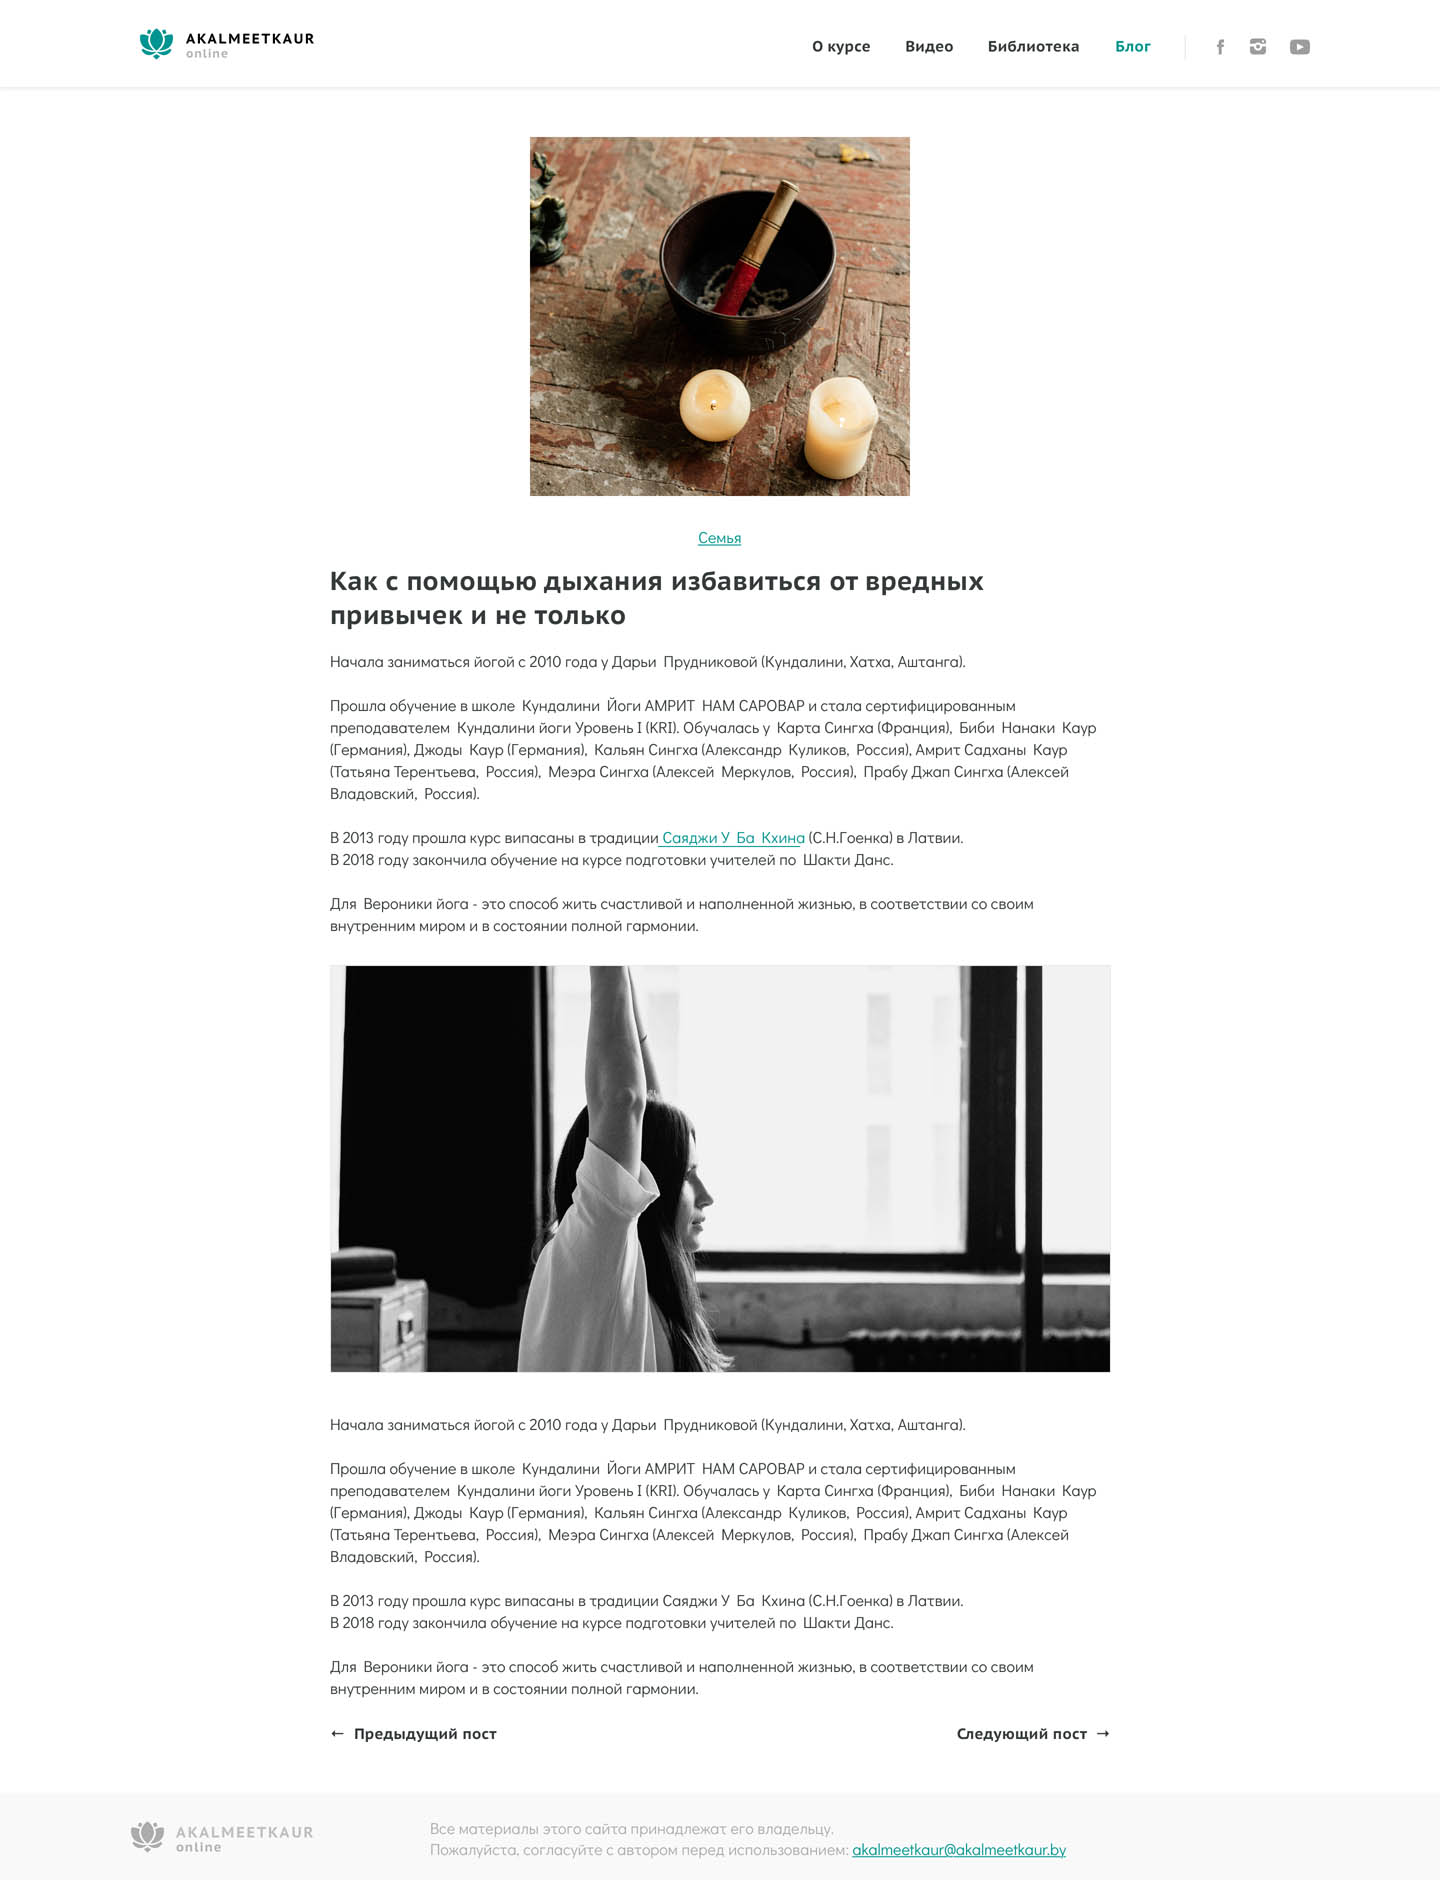 AKALMEETKAUR
online
О курсе Видео Библиотека Блог
Семья
Как с помощью дыхания избавиться от вредных
привычек и не только
Начала заниматься йогой с 2010 года у Дарьи Прудниковой (Кундалини, Хатха, Аштанга).
Прошла обучение в школе Кундалини Йоги АМРИТ НАМ САРОВАР и стала сертифицированным
преподавателем Кундалини йоги Уровень I (KRI). Обучалась у Карта Сингха (Франция), Биби Нанаки Каур
(Германия), Джоды Каур (Германия), Кальян Сингха (Александр Куликов, Россия), Амрит Садханы Каур
(Татьяна Терентьева, Россия), Меэра Сингха (Алексей Меркулов, Россия), Прабу Джап Сингха (Алексей
Владовский, Россия).
В 2013 году прошла курс випасаны в традиции Саяджи У Ба Кхина (С.Н.Гоенка) в Латвии.
В 2018 году закончила обучение на курсе подготовки учителей по Шакти Данс.
Для Вероники йога - это способ жить счастливой и наполненной жизнью, в соответствии со своим
внутренним миром и в состоянии полной гармонии.
Начала заниматься йогой с 2010 года у Дарьи Прудниковой (Кундалини, Хатха, Аштанга).
Прошла обучение в школе Кундалини Йоги АМРИТ НАМ САРОВАР и стала сертифицированным
преподавателем Кундалини йоги Уровень I (KRI). Обучалась у Карта Сингха (Франция), Биби Нанаки Каур
(Германия), Джоды Каур (Германия), Кальян Сингха (Александр Куликов, Россия), Амрит Садханы Каур
(Татьяна Терентьева, Россия), Меэра Сингха (Алексей Меркулов, Россия), Прабу Джап Сингха (Алексей
Владовский, Россия).
В 2013 году прошла курс випасаны в традиции Саяджи У Ба Кхина (С.Н.Гоенка) в Латвии.
В 2018 году закончила обучение на курсе подготовки учителей по Шакти Данс.
Для Вероники йога - это способ жить счастливой и наполненной жизнью, в соответствии со своим
внутренним миром и в состоянии полной гармонии.
← Предыдущий пост Следующий пост →
AKALMEETKAUR
online
Все материалы этого сайта принадлежат его владельцу.
Пожалуйста, согласуйте с автором перед использованием: akalmeetkaur@akalmeetkaur.by